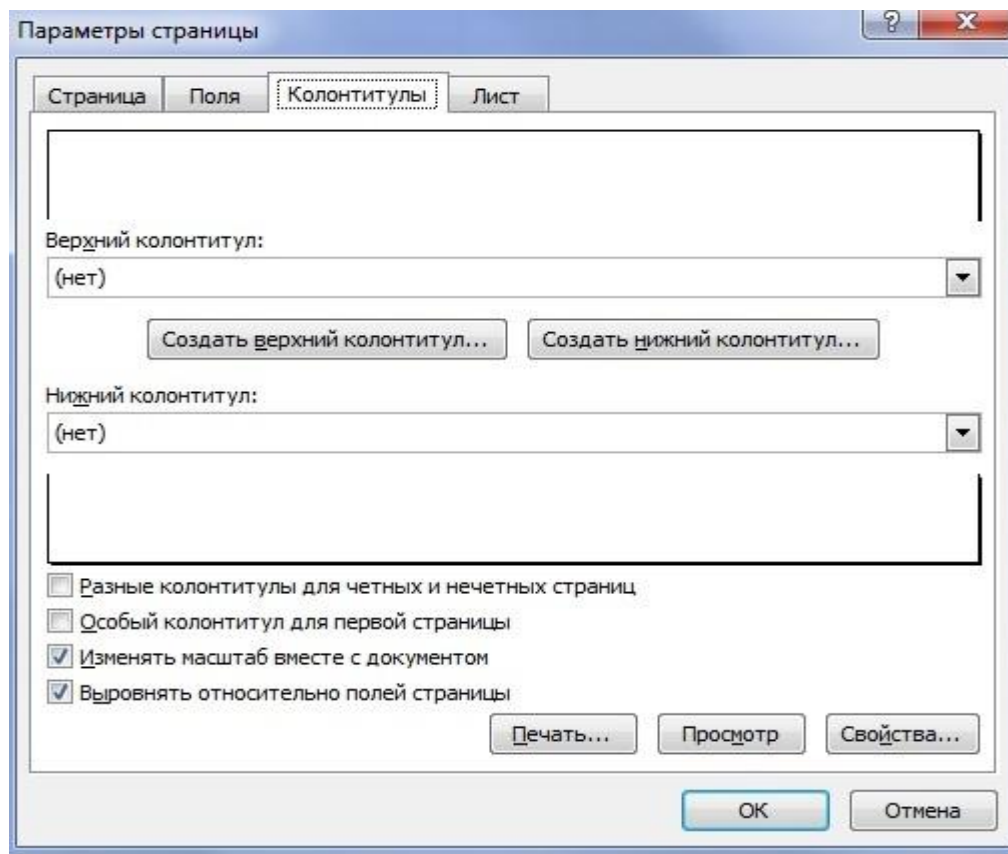 Параметры страницы
?
Страница Поля Колонтитулы Лист
Верхний колонтитул:
(нет)
Создать верхний колонтитул... Создать нижний колонтитул...
Нижний колонтитул:
(нет)
Разные колонтитулы для четных и нечетных страниц
Особый колонтитул для первой страницы
Изменять масштаб вместе с документом
Выровнять относительно полей страницы
Печать... Просмотр Свойства...
ОК Отмена